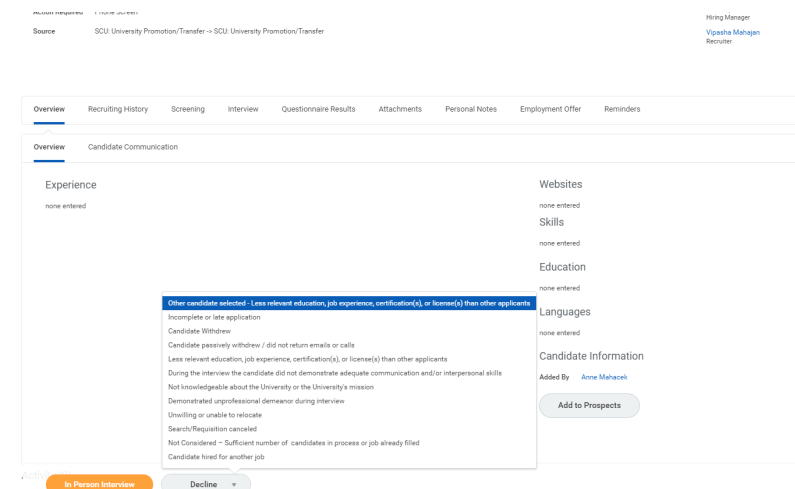 Action Required Phone Screen
Hiring Manager
Source SCU: University Promotion/Transfer -> SCU: University Promotion/Transfer
Vipasha Mahajan
Recruiter
Overview Recruiting History Screening Interview Questionnaire Results Attachments Personal Notes Employment Offer Reminders
Overview Candidate Communication
Experience
none entered
Websites
none entered
Skills
none entered
Education
none entered
Languages
none entered
Candidate Information
Added By Anne Mahacek
Add to Prospects
Other candidate selected - Less relevant education, job experience, certification(s), or license(s) than other applicants
Incomplete or late application
Candidate Withdrew
Candidate passively withdrew / did not return emails or calls
Less relevant education, job experience, certification(s), or license(s) than other applicants
During the interview the candidate did not demonstrate adequate communication and/or interpersonal skills
Not knowledgeable about the University or the University's mission
Demonstrated unprofessional demeanor during interview
Unwilling or unable to relocate
Search/Requisition canceled
Not Considered – Sufficient number of candidates in process or job already filled
Candidate hired for another job
In Person Interview Decline